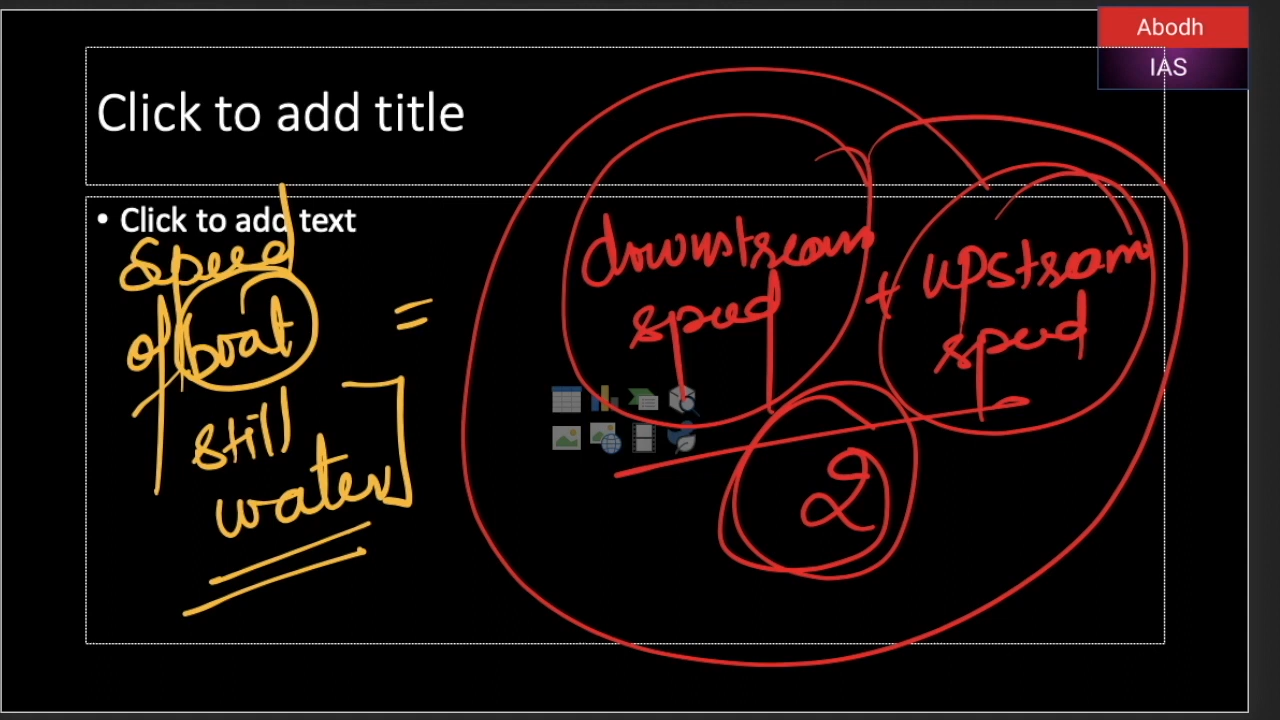 Abodh
IAS
Click to add title
• Click to add text
speed
of boat
still
water
=
downstream
speed
+ upstream
speed
2